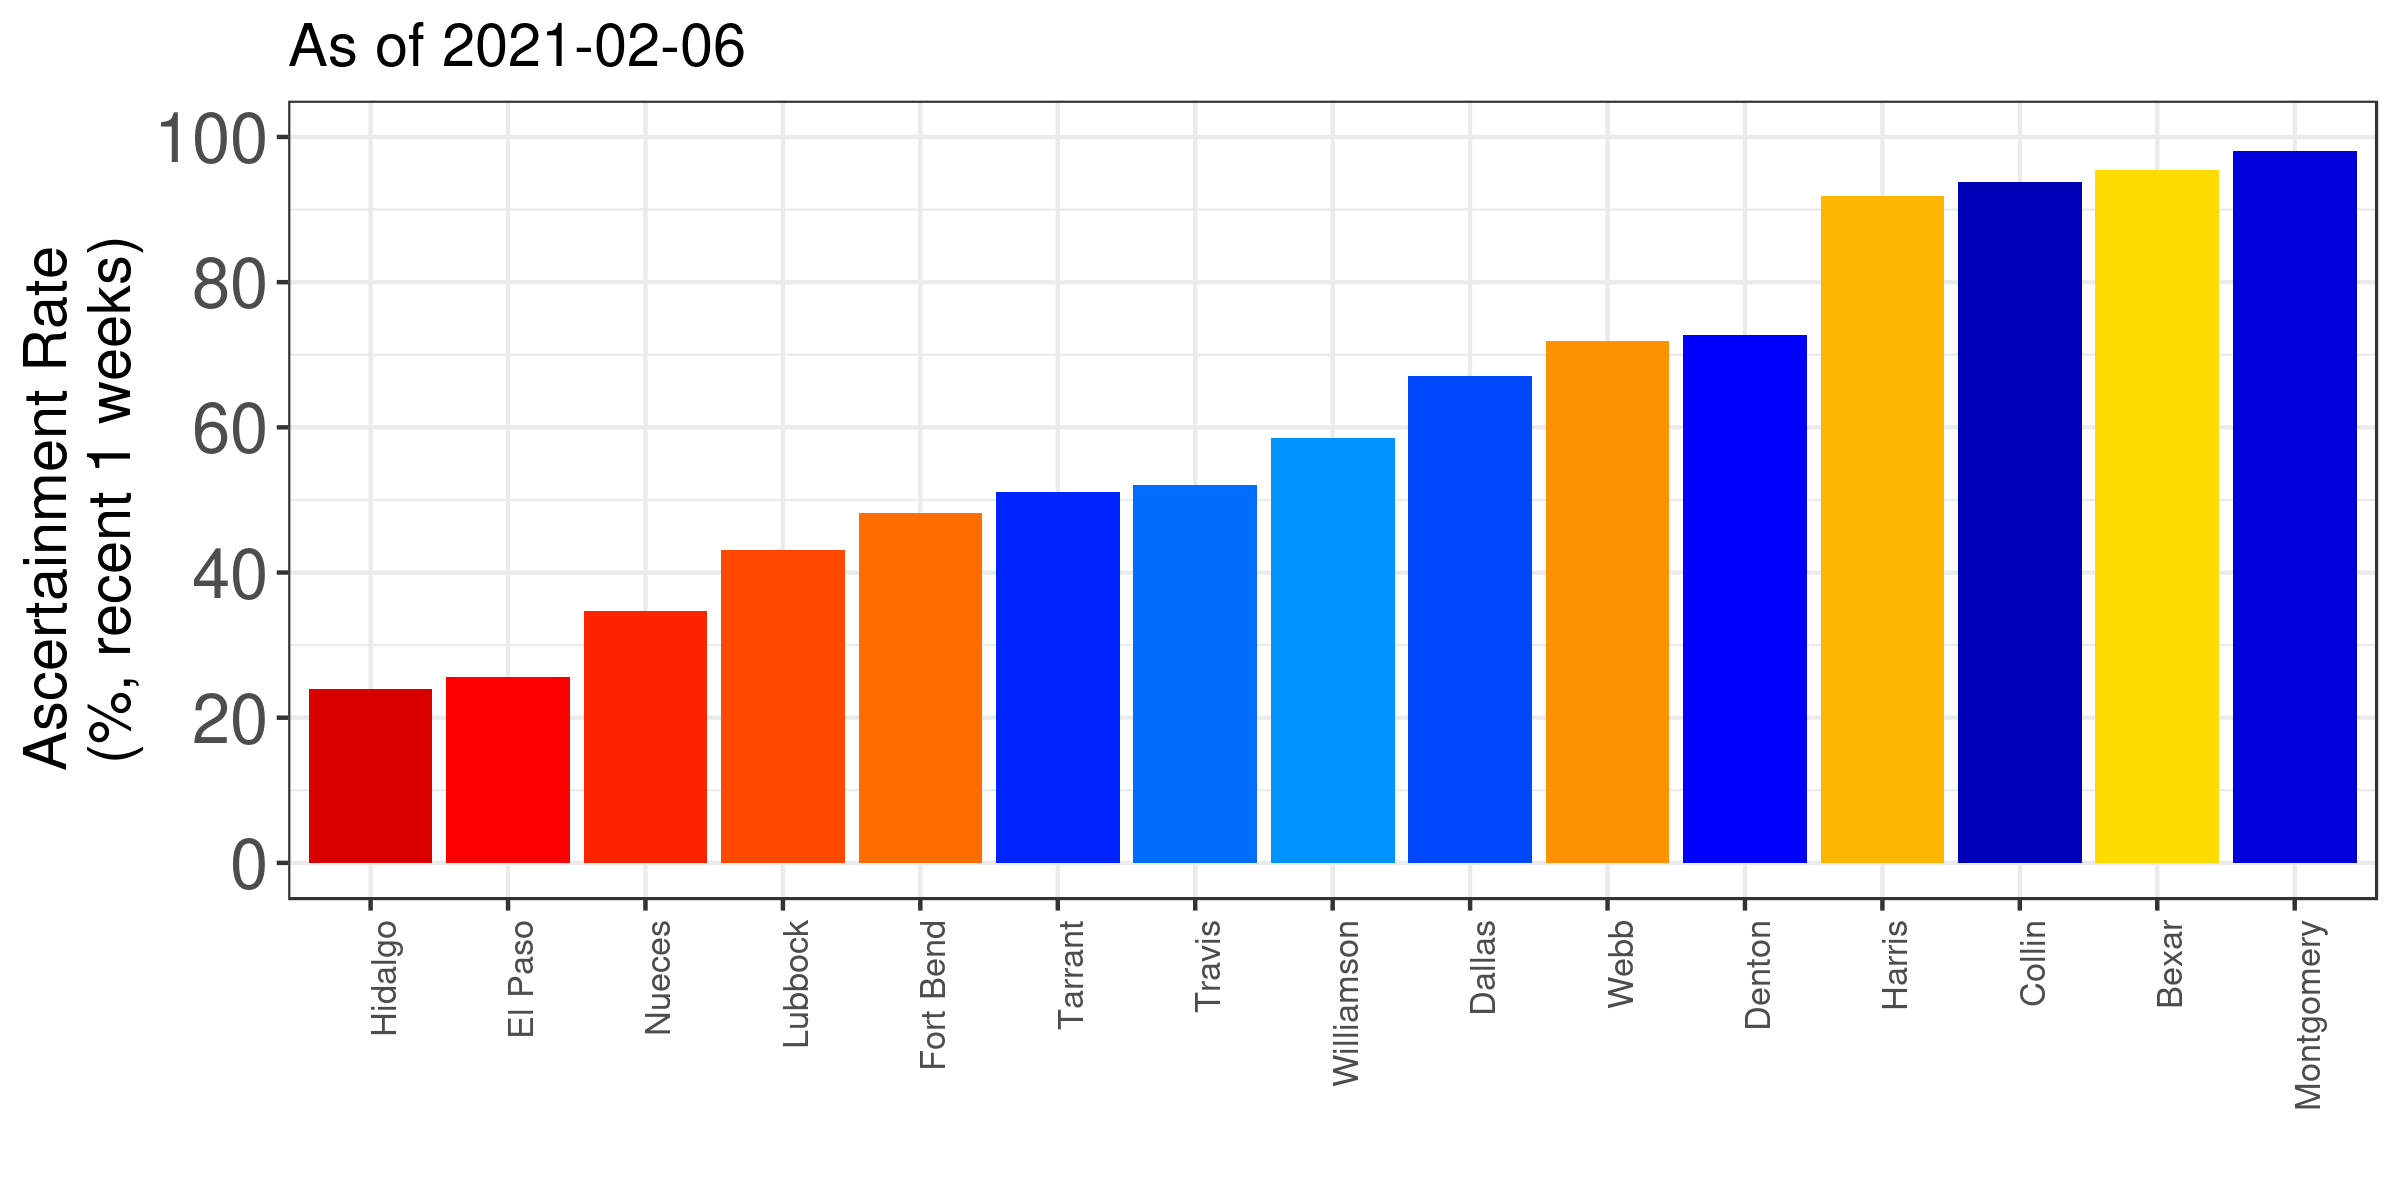 As of 2021-02-06
Ascertainment Rate
(%, recent 1 weeks)
100
80
60
40
20
0
Hidalgo
El Paso
Nueces
Lubbock
Fort Bend
Tarrant
Travis
Williamson
Dallas
Webb
Denton
Harris
Collin
Bexar
Montgomery